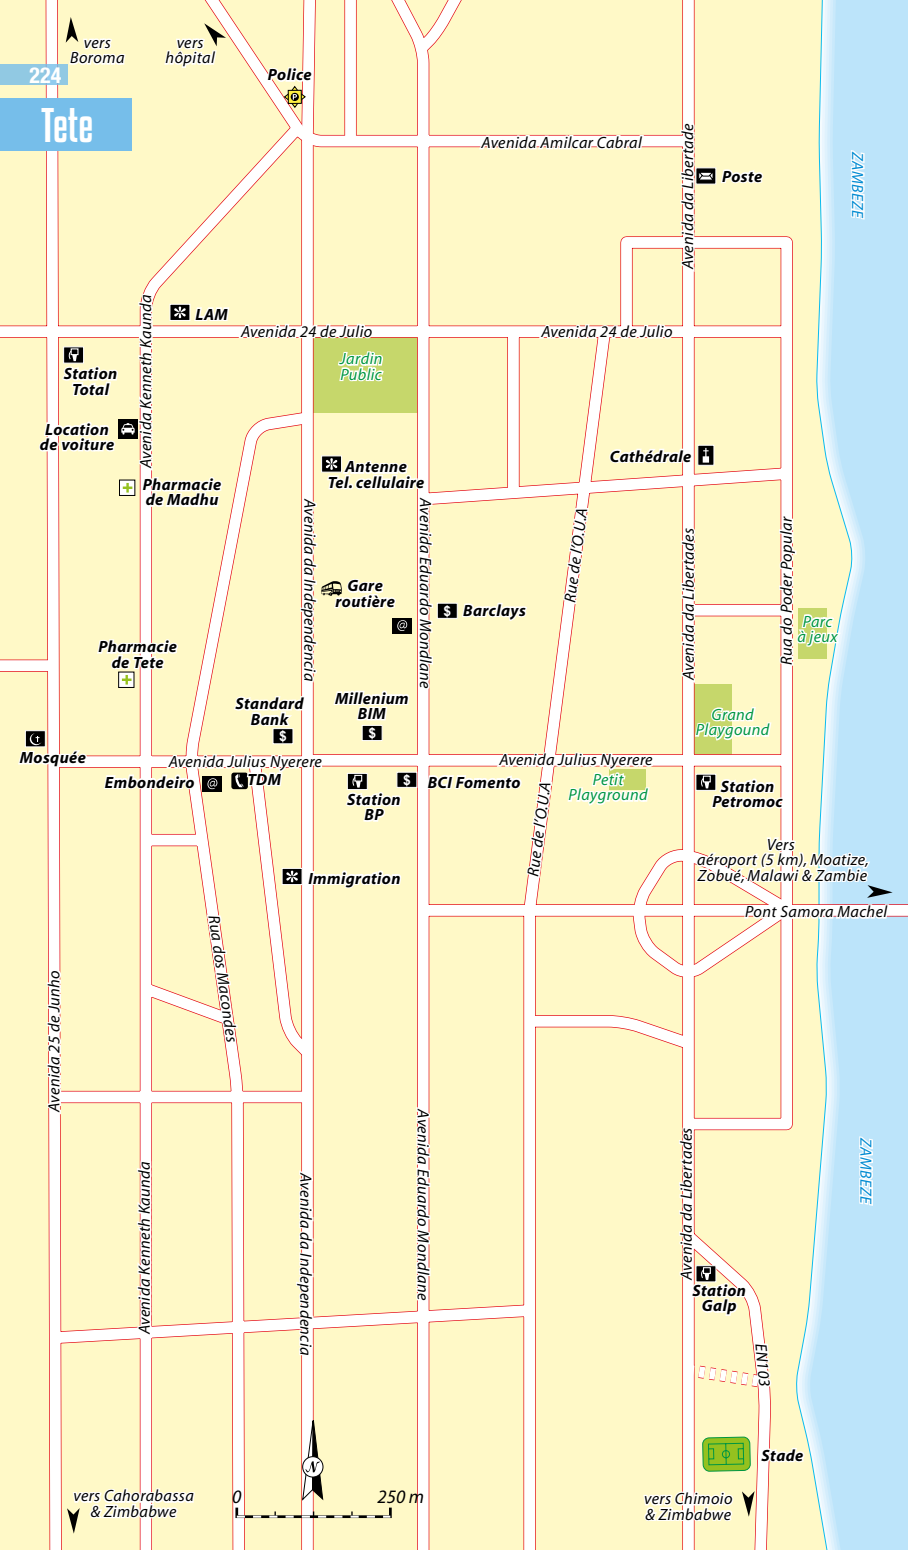 vers
Boroma
vers
hôpital
224
Tete
Police
P
Avenida Amilcar Cabral
Avenida da Libertade
Poste
ZAMBEZE
LAM
Avenida Kenneth Kaunda
Avenida 24 de Julio
Avenida 24 de Julio
Jardin
Public
Station
Total
Location
de voiture
Antenne
Tel. cellulaire
Cathédrale
Pharmacie
de Madhu
Avenida da Independencia
Avenida Eduardo Mondlane
Rue de l'O.U.A
Avenida da Libertades
Rua do Poder Popular
Gare
routière
@
$
Barclays
Parc
à jeux
Pharmacie
de Tete
Standard
Bank
$
Millenium
BIM
$
Grand
Playgound
Mosquée
Avenida Julius Nyerere
Avenida Julius Nyerere
Embondeiro
@
TDM
Station
BP
$
BCI Fomento
Petit
Playground
Station
Petromoc
Rue de l'O.U.A
Vers
aéroport (5 km), Moatize,
Zobué, Malawi & Zambie
Immigration
Pont Samora Machel
Rua dos Macondes
Avenida 25 de Junho
Avenida Kenneth Kaunda
Avenida da Independencia
Avenida Eduardo Mondlane
Avenida da Libertades
ZAMBEZE
Station
Galp
EN103
Stade
N
0 250 m
vers Cahorabassa
& Zimbabwe
vers Chimoio
& Zimbabwe